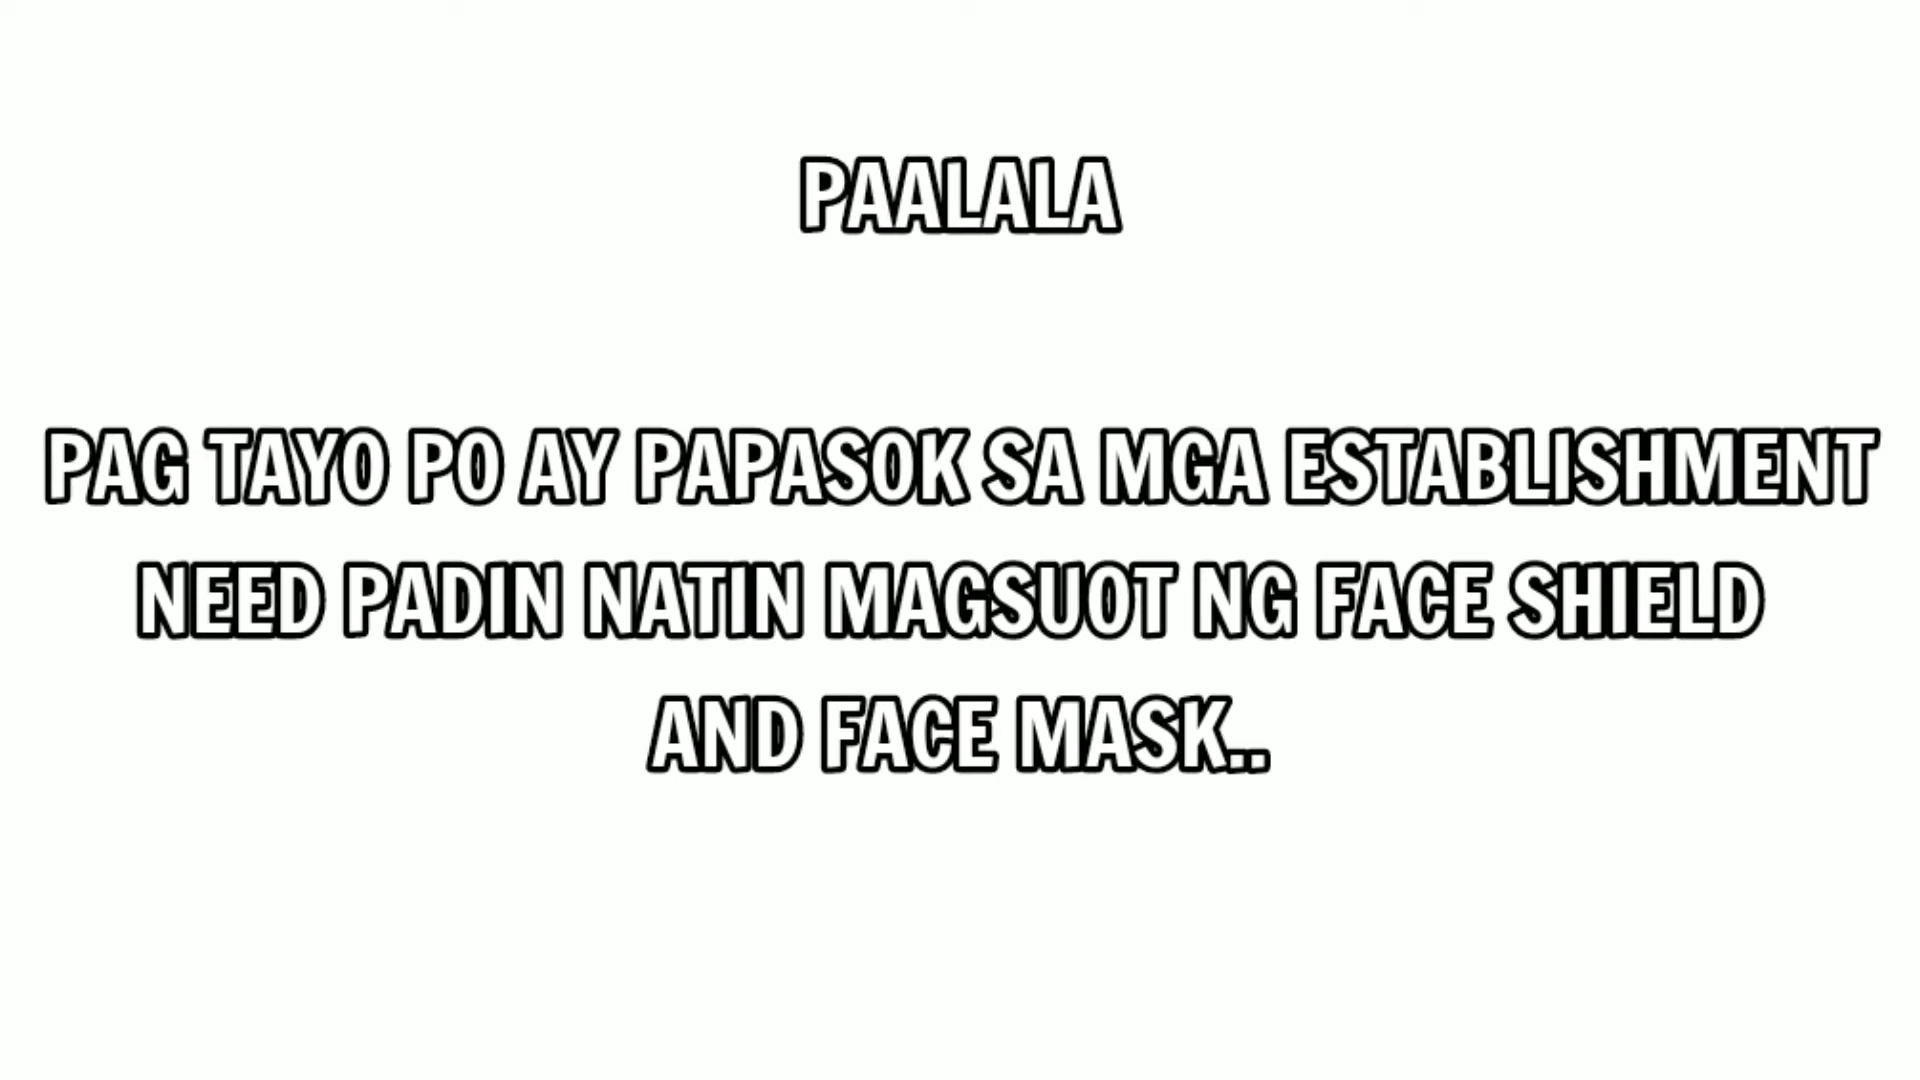 PAALALA
PAG TAYO PO AY PAPASOK SA MGA ESTABLISHMENT
NEED PADIN NATIN MAGSUOT NG FACE SHIELD
AND FACE MASK..